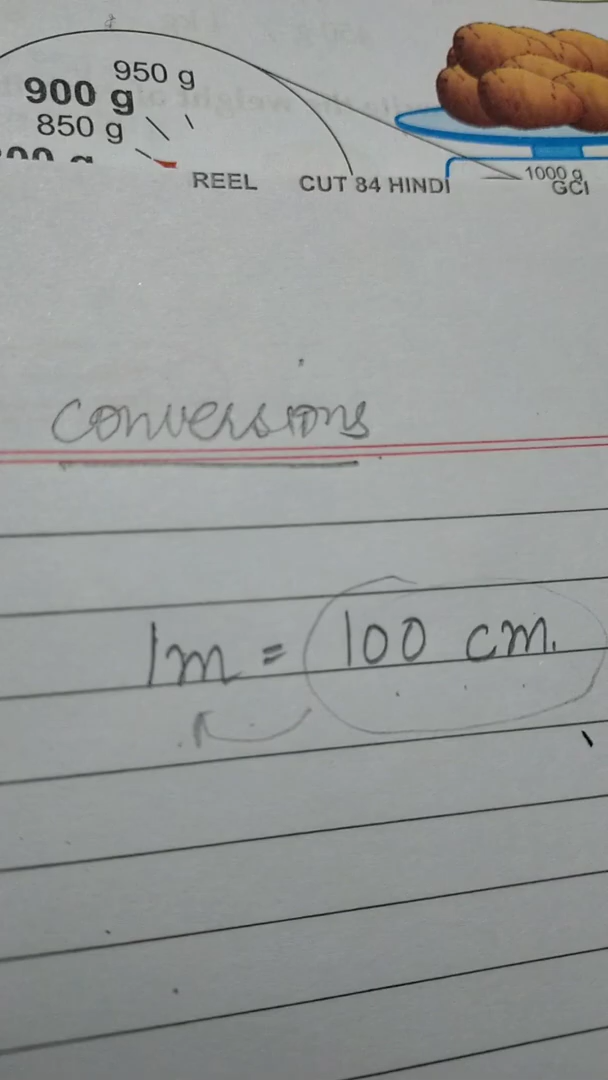 950 g
900 g
850 g
REEL CUT 84 HINDI
1000 g
GCI
conversions
1m = 100 cm.